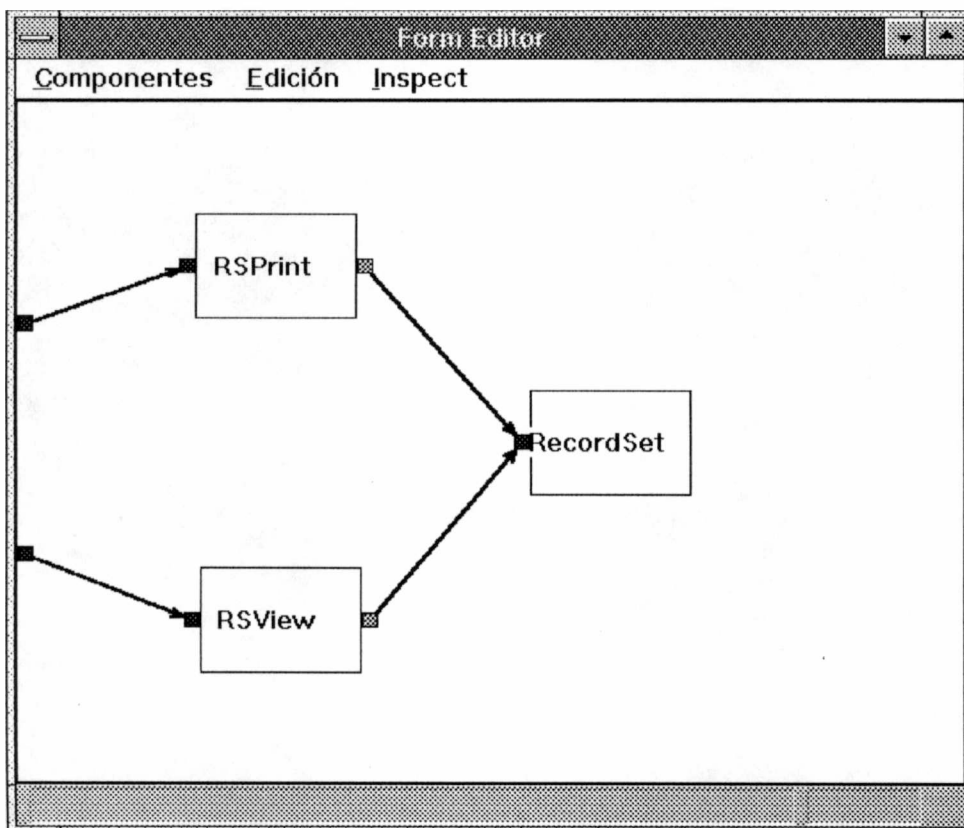 Form Editor
Componentes Edición Inspect
RSPrint
RecordSet
RSView